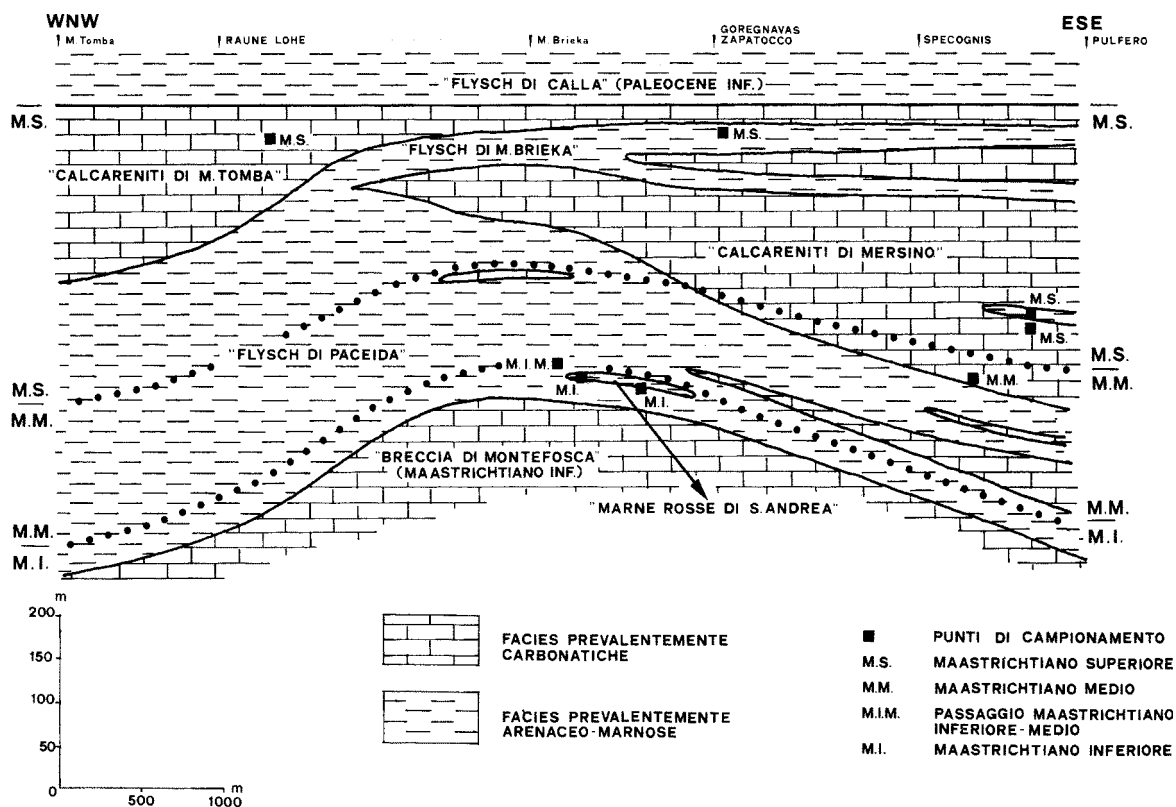 WNW
ESE
M. Tomba
RAUNE LOHE
M. Brieka
GOREGNAVAS
ZAPATOCCO
SPECOGNIS
PULFERO
"FLYSCH DI CALLA" (PALEOCENE INF.)
M.S.
M.S.
M.S.
M.S.
"FLYSCH DI M. BRIEKA"
"CALCARENITI DI M. TOMBA"
"CALCARENITI DI MERSINO"
M.S.
M.S.
"FLYSCH DI PACEIDA"
M.I.M.
M.I.
M.I.
M.M.
M.S.
M.M.
M.S.
M.M.
"BRECCIA DI MONTEFOSCA"
(MAASTRICHTIANO INF.)
"MARNE ROSSE DI S. ANDREA"
M.M.
M.I.
M.M.
M.I.
m
200
150
100
50
0
500
1000
m
FACIES PREVALENTEMENTE
CARBONATICHE
FACIES PREVALENTEMENTE
ARENACEO-MARNOSE
PUNTI DI CAMPIONAMENTO
M.S. MAASTRICHTIANO SUPERIORE
M.M. MAASTRICHTIANO MEDIO
M.I.M. PASSAGGIO MAASTRICHTIANO
INFERIORE-MEDIO
M.I. MAASTRICHTIANO INFERIORE